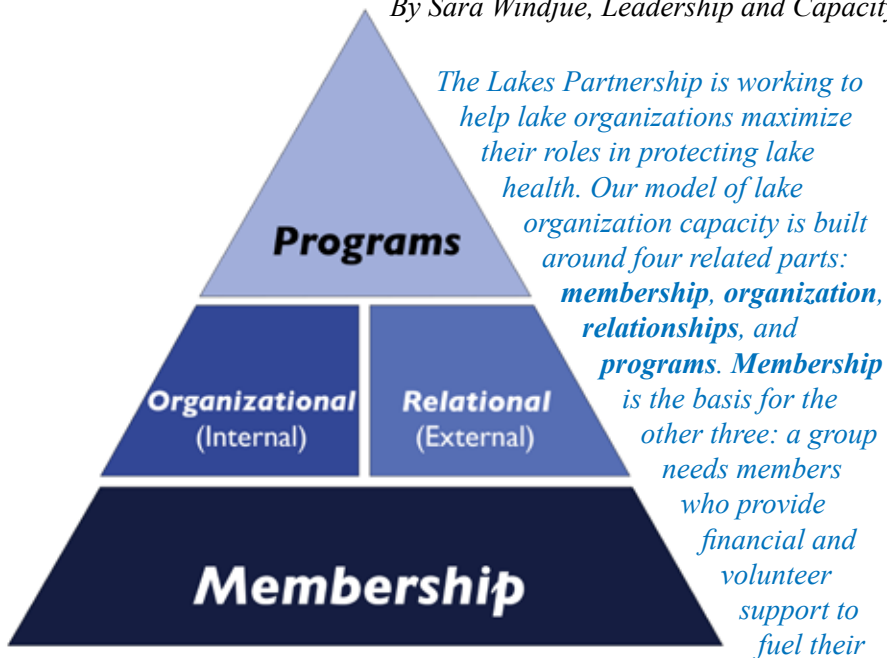 By Sara Windjue, Leadership and Capacity
The Lakes Partnership is working to
help lake organizations maximize
their roles in protecting lake
health. Our model of lake
organization capacity is built
around four related parts:
membership, organization,
relationships, and
programs. Membership
is the basis for the
other three: a group
needs members
who provide
financial and
volunteer
support to
fuel their
Programs
Organizational
(Internal)
Relational
(External)
Membership